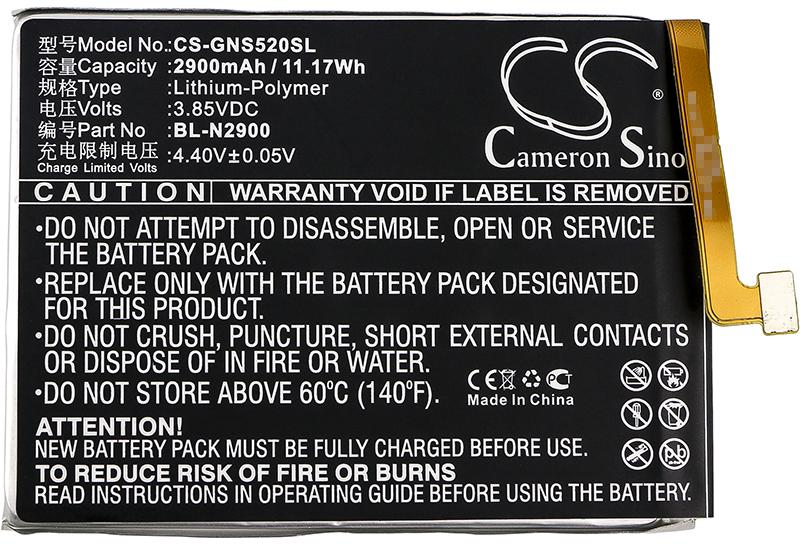 型号Model No.:CS-GNS520SL
容量Capacity:2900mAh / 11.17Wh
规格Type :Lithium-Polymer
电压Volts :3.85VDC
编号Part No :BL-N2900
充电限制电压 :4.40V±0.05V
Charge Limited Volts
CS
®
Cameron Sino
CAUTION WARRANTY VOID IF LABEL IS REMOVED
•DO NOT ATTEMPT TO DISASSEMBLE, OPEN OR SERVICE
THE BATTERY PACK.
•REPLACE ONLY WITH THE BATTERY PACK DESIGNATED
FOR THIS PRODUCT.
•DO NOT CRUSH, PUNCTURE, SHORT EXTERNAL CONTACTS
OR DISPOSE OF IN FIRE OR WATER.
•DO NOT STORE ABOVE 60°C (140°F).
CE PCT
Made In China
ATTENTION!
NEW BATTERY PACK MUST BE FULLY CHARGED BEFORE USE.
TO REDUCE RISK OF FIRE OR BURNS
READ INSTRUCTIONS IN OPERATING GUIDE BEFORE USE.
Pb